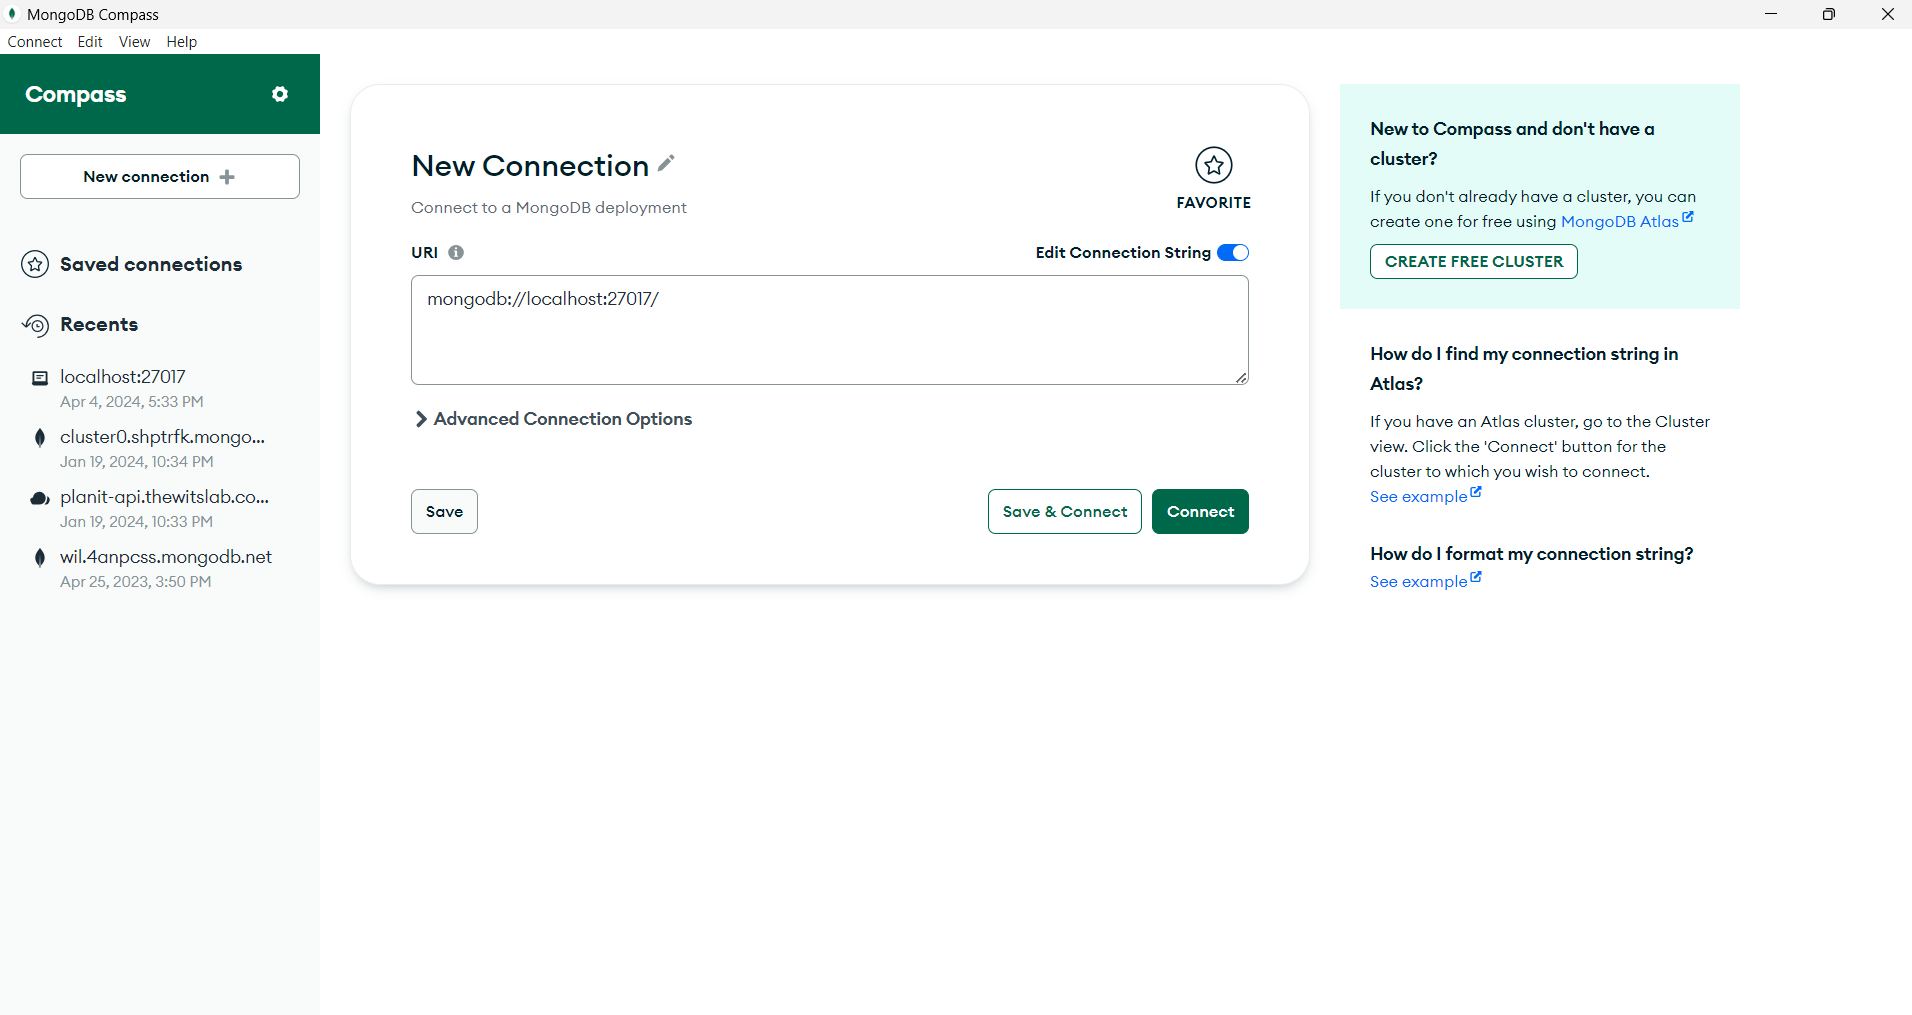 MongoDB Compass
Connect Edit View Help
Compass
New connection
Saved connections
Recents
localhost:27017
Apr 4, 2024, 5:33 PM
cluster0.shptrfk.mongo...
Jan 19, 2024, 10:34 PM
planit-api.thewitslab.co...
Jan 19, 2024, 10:33 PM
wil.4anpcss.mongodb.net
Apr 25, 2023, 3:50 PM
New Connection
Connect to a MongoDB deployment
FAVORITE
URI
Edit Connection String
mongodb://localhost:27017/
Advanced Connection Options
Save
Save & Connect
Connect
New to Compass and don't have a
cluster?
If you don't already have a cluster, you can
create one for free using MongoDB Atlas
CREATE FREE CLUSTER
How do I find my connection string in
Atlas?
If you have an Atlas cluster, go to the Cluster
view. Click the 'Connect' button for the
cluster to which you wish to connect.
See example
How do I format my connection string?
See example